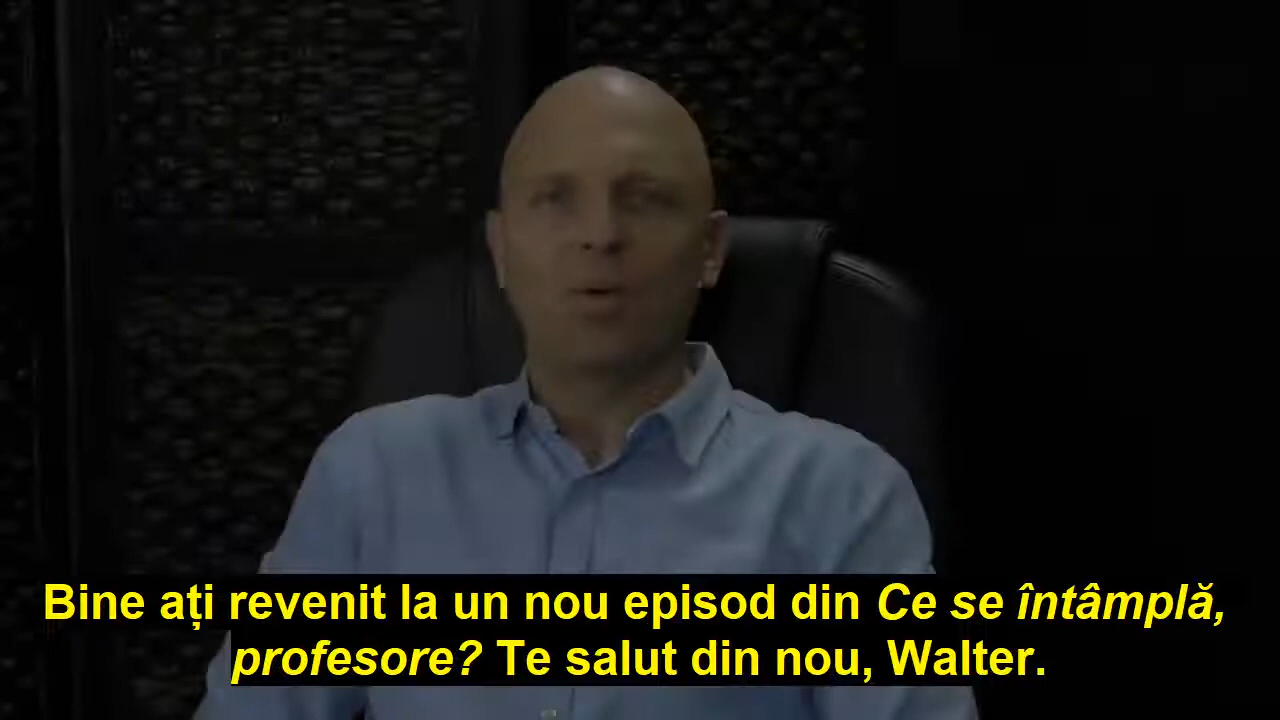 Bine ați revenit la un nou episod din Ce se întâmplă,
profesore? Te salut din nou, Walter.